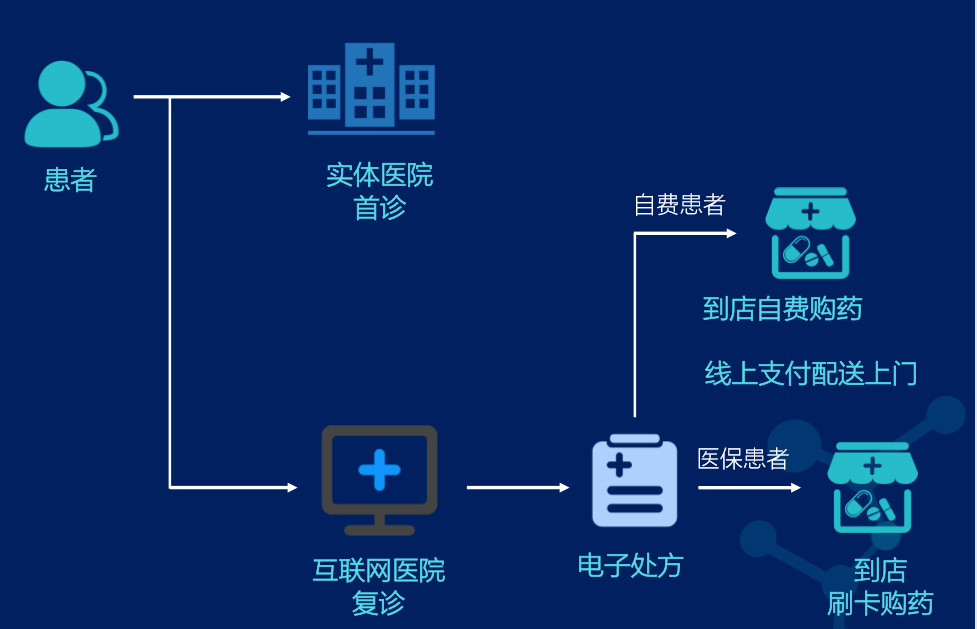 患者
实体医院
首诊
自费患者
到店自费购药
线上支付配送上门
医保患者
互联网医院
复诊
电子处方
到店
刷卡购药